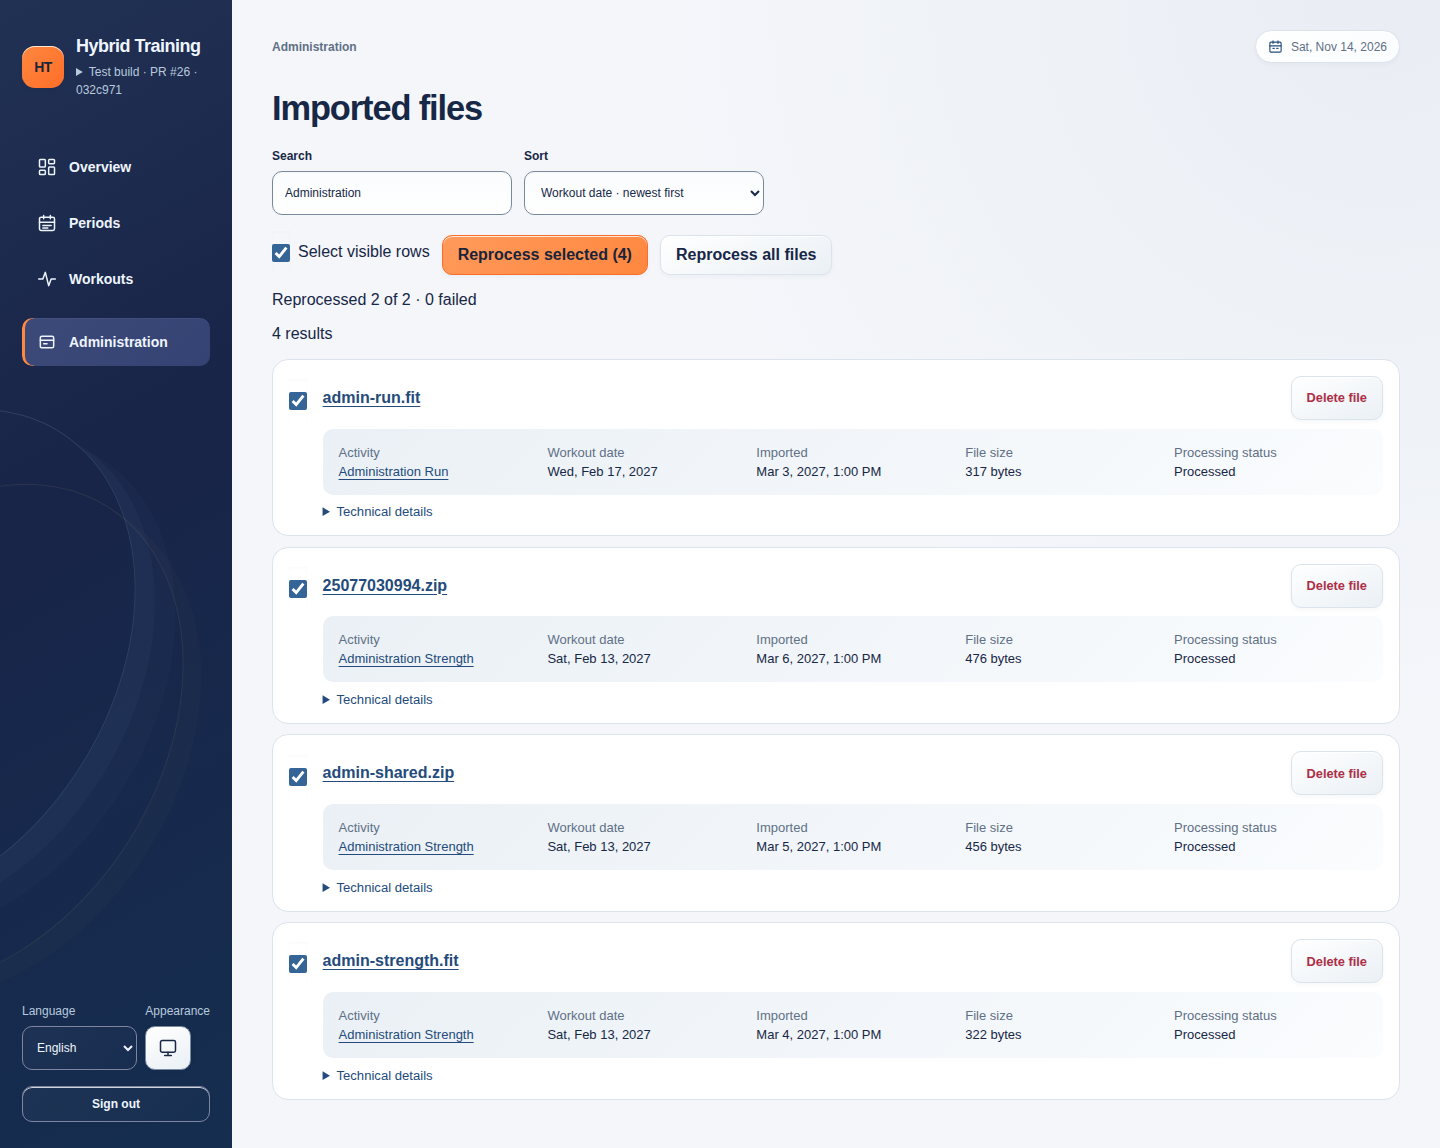 HT
Hybrid Training
Test build · PR #26 ·
032c971
Overview
Periods
Workouts
Administration
Language
Appearance
English
Sign out
Administration
Sat, Nov 14, 2026
Imported files
Search
Sort
Administration
Workout date · newest first
Select visible rows
Reprocess selected (4)
Reprocess all files
Reprocessed 2 of 2 · 0 failed
4 results
admin-run.fit
Delete file
Activity
Workout date
Imported
File size
Processing status
Administration Run
Wed, Feb 17, 2027
Mar 3, 2027, 1:00 PM
317 bytes
Processed
Technical details
25077030994.zip
Delete file
Activity
Workout date
Imported
File size
Processing status
Administration Strength
Sat, Feb 13, 2027
Mar 6, 2027, 1:00 PM
476 bytes
Processed
Technical details
admin-shared.zip
Delete file
Activity
Workout date
Imported
File size
Processing status
Administration Strength
Sat, Feb 13, 2027
Mar 5, 2027, 1:00 PM
456 bytes
Processed
Technical details
admin-strength.fit
Delete file
Activity
Workout date
Imported
File size
Processing status
Administration Strength
Sat, Feb 13, 2027
Mar 4, 2027, 1:00 PM
322 bytes
Processed
Technical details